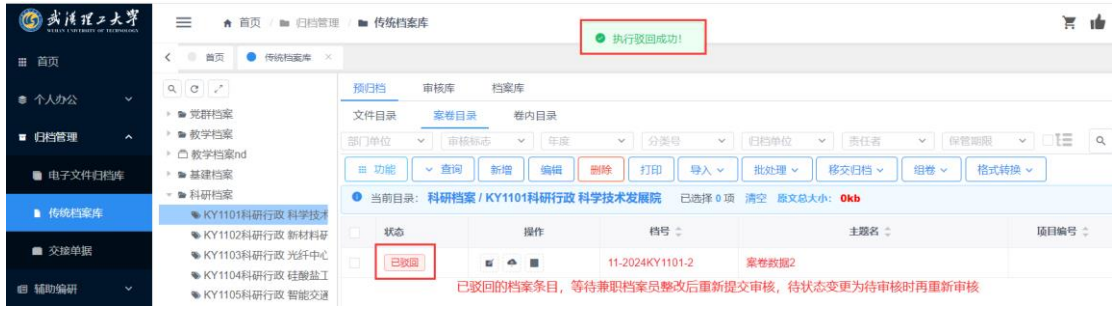 武汉理工大学
WUHAN UNIVERSITY OF TECHNOLOGY
首页 / 归档管理 / 传统档案库
执行驳回成功!
首页
首页 传统档案库 ×
个人办公
归档管理
电子文件归档库
传统档案库
交接单据
辅助编研
党群档案
教学档案
教学档案nd
基建档案
科研档案
KY1101科研行政 科学技术
KY1102科研行政 新材料研
KY1103科研行政 光纤中心
KY1104科研行政 硅酸盐工
KY1105科研行政 智能交通
预归档 审核库 档案库
文件目录 案卷目录 卷内目录
部门单位 审核标志 年度 分类号 归档单位 责任者 保管期限
功能 查询 新增 编辑 删除 打印 导入 批处理 移交归档 组卷 格式转换
当前目录: 科研档案 / KY1101科研行政 科学技术发展院 已选择 0 项 清空 原文总大小: 0kb
状态 操作 档号 主题名 项目编号
已驳回 11-2024KY1101-2 案卷数据2
已驳回的档案条目，等待兼职档案员整改后重新提交审核，待状态变更为待审核时再重新审核